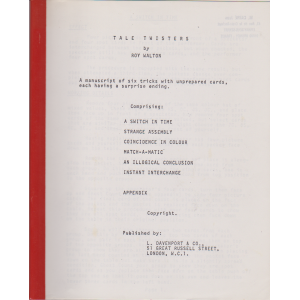 TALE TWISTERS
by
ROY WALTON
A manuscript of six tricks with unprepared cards,
each having a surprise ending.
Comprising:
A SWITCH IN TIME
STRANGE ASSEMBLY
COINCIDENCE IN COLOUR
MATCH-A-MATIC
AN ILLOGICAL CONCLUSION
INSTANT INTERCHANGE
APPENDIX
Copyright.
Published by:
L. DAVENPORT & CO.,
51 GREAT RUSSELL STREET,
LONDON, W.C.1.